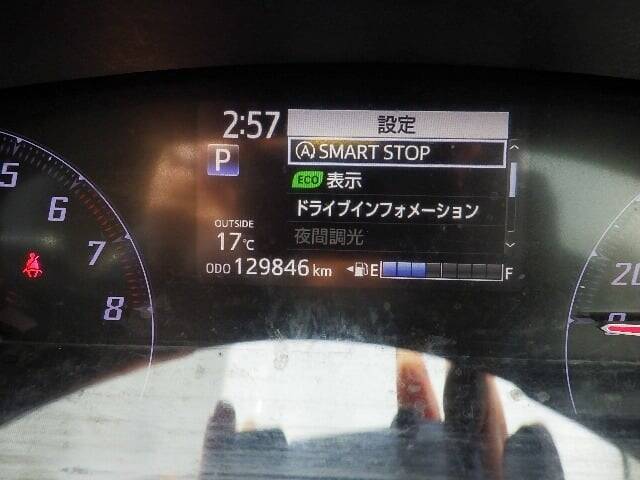 2:57
設定
Ⓐ SMART STOP
P
ECO 表示
ドライブインフォメーション
OUTSIDE
17℃
夜間調光
ODO 129846 km
E F
5
6
7
8
20
0